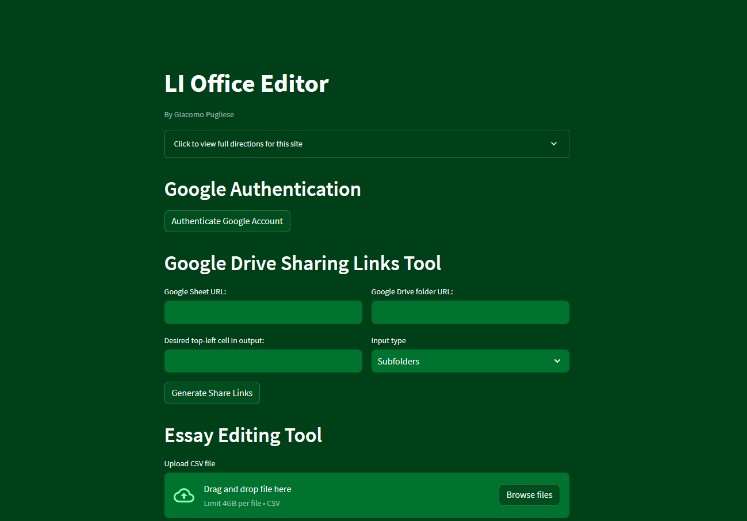 LI Office Editor
By Giacomo Pugliese
Click to view full directions for this site
Google Authentication
Authenticate Google Account
Google Drive Sharing Links Tool
Google Sheet URL:
Google Drive folder URL:
Desired top-left cell in output:
Input type
Subfolders
Generate Share Links
Essay Editing Tool
Upload CSV file
Drag and drop file here
Limit 4GB per file • CSV
Browse files